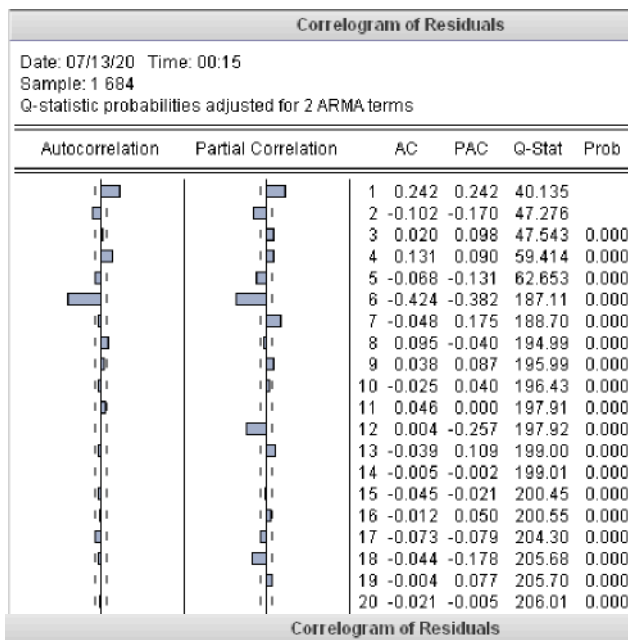 Correlogram of Residuals
Date: 07/13/20 Time: 00:15
Sample: 1 684
Q-statistic probabilities adjusted for 2 ARMA terms
Autocorrelation Partial Correlation AC PAC Q-Stat Prob
1 0.242 0.242 40.135
2 -0.102 -0.170 47.276
3 0.020 0.098 47.543 0.000
4 0.131 0.090 59.414 0.000
5 -0.068 -0.131 62.653 0.000
6 -0.424 -0.382 187.11 0.000
7 -0.048 0.175 188.70 0.000
8 0.095 -0.040 194.99 0.000
9 0.038 0.087 195.99 0.000
10 -0.025 0.040 196.43 0.000
11 0.046 0.000 197.91 0.000
12 0.004 -0.257 197.92 0.000
13 -0.039 0.109 199.00 0.000
14 -0.005 -0.002 199.01 0.000
15 -0.045 -0.021 200.45 0.000
16 -0.012 0.050 200.55 0.000
17 -0.073 -0.079 204.30 0.000
18 -0.044 -0.178 205.68 0.000
19 -0.004 0.077 205.70 0.000
20 -0.021 -0.005 206.01 0.000
Correlogram of Residuals